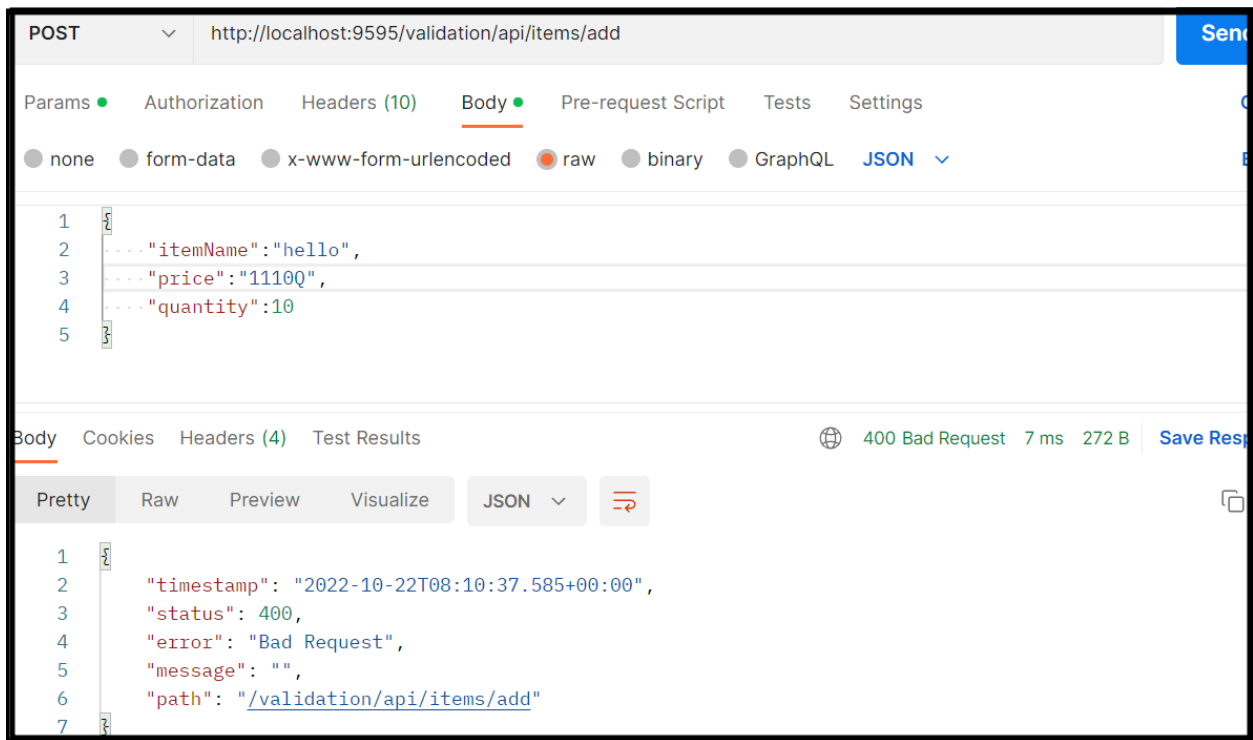 POST http://localhost:9595/validation/api/items/add Send
Params Authorization Headers (10) Body Pre-request Script Tests Settings
none form-data x-www-form-urlencoded raw binary GraphQL JSON
1 {
2 "itemName":"hello",
3 "price":"1110Q",
4 "quantity":10
5 }
Body Cookies Headers (4) Test Results 400 Bad Request 7 ms 272 B Save Resp
Pretty Raw Preview Visualize JSON
1 {
2 "timestamp": "2022-10-22T08:10:37.585+00:00",
3 "status": 400,
4 "error": "Bad Request",
5 "message": "",
6 "path": "/validation/api/items/add"
7 }